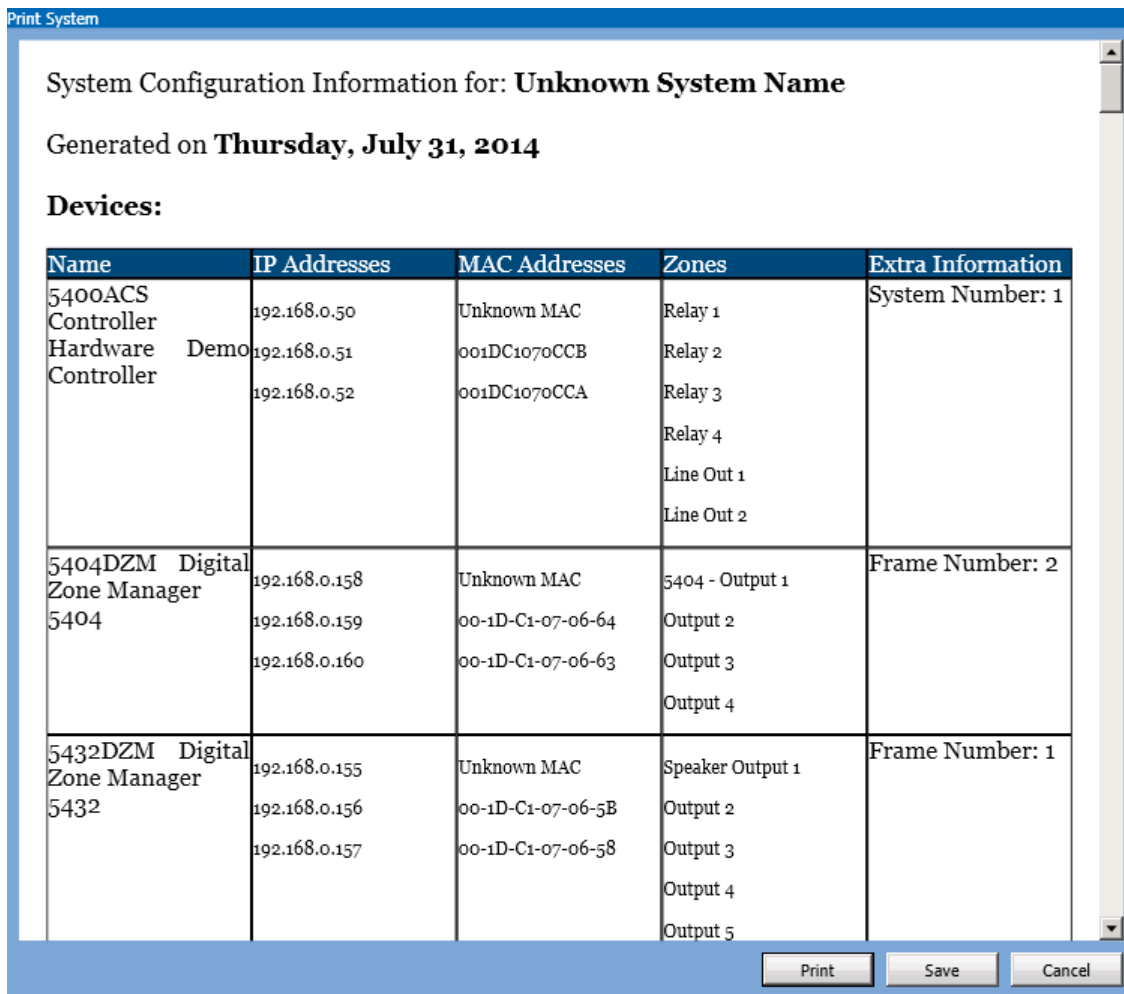 Print System
System Configuration Information for: Unknown System Name
Generated on Thursday, July 31, 2014
Devices:
Name IP Addresses MAC Addresses Zones Extra Information
5400ACS
Controller
Hardware Demo
Controller
192.168.0.50
192.168.0.51
192.168.0.52
Unknown MAC
001DC1070CCB
001DC1070CCA
Relay 1
Relay 2
Relay 3
Relay 4
Line Out 1
Line Out 2
System Number: 1
5404DZM Digital
Zone Manager
5404
192.168.0.158
192.168.0.159
192.168.0.160
Unknown MAC
00-1D-C1-07-06-64
00-1D-C1-07-06-63
5404 - Output 1
Output 2
Output 3
Output 4
Frame Number: 2
5432DZM Digital
Zone Manager
5432
192.168.0.155
192.168.0.156
192.168.0.157
Unknown MAC
00-1D-C1-07-06-5B
00-1D-C1-07-06-58
Speaker Output 1
Output 2
Output 3
Output 4
Output 5
Frame Number: 1
Print Save Cancel